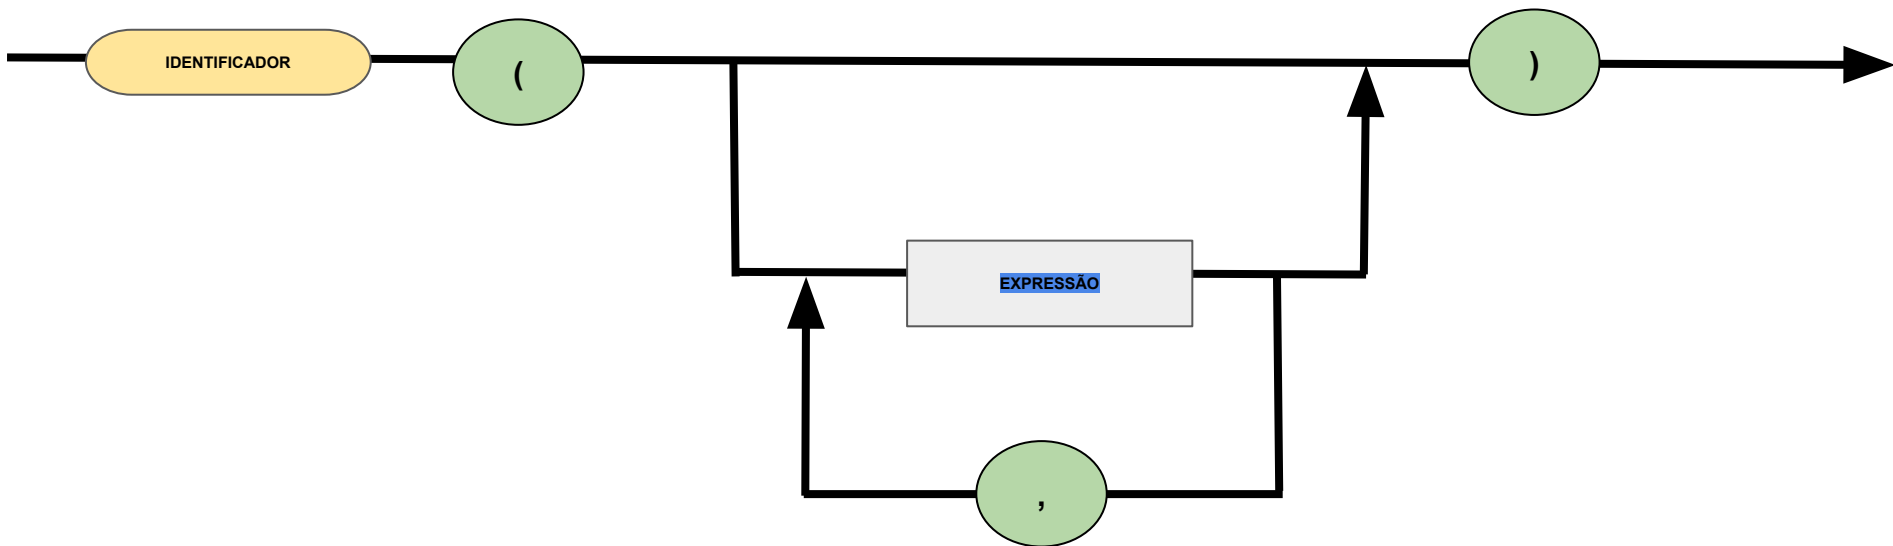 IDENTIFICADOR
(
)
EXPRESSÃO
,